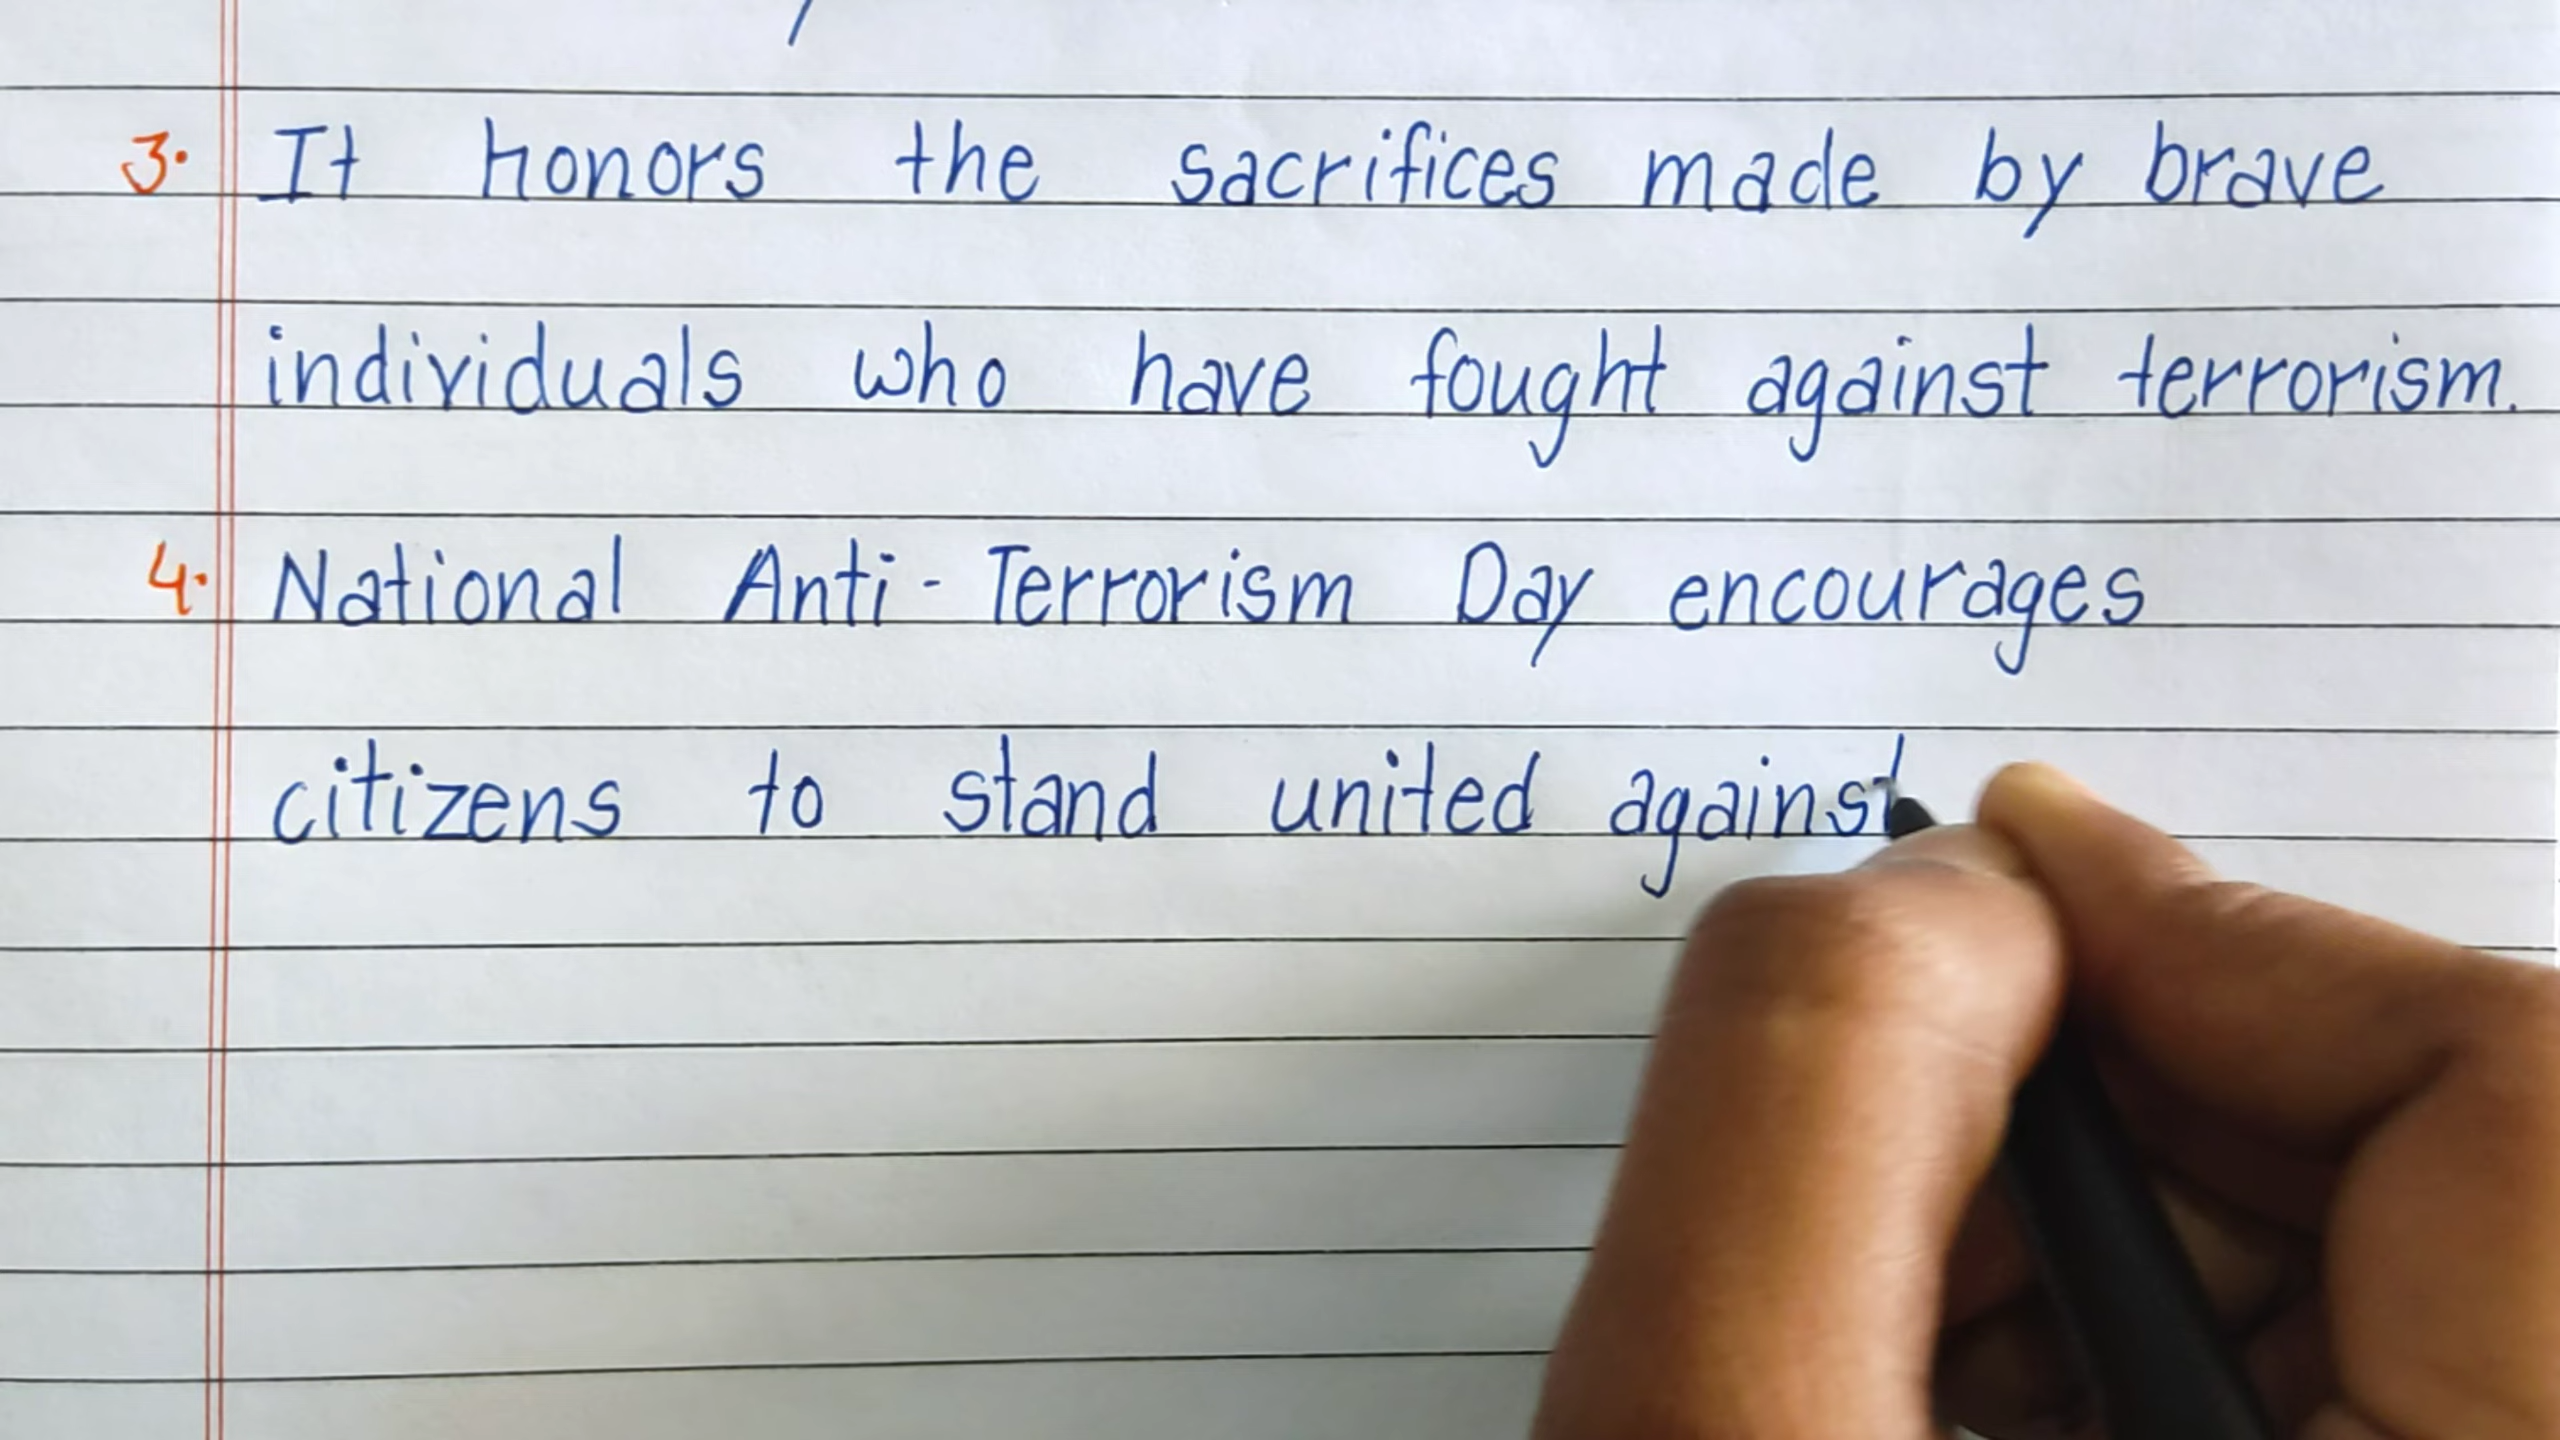 3. It honors the sacrifices made by brave
individuals who have fought against terrorism.
4. National Anti-Terrorism Day encourages
citizens to stand united against